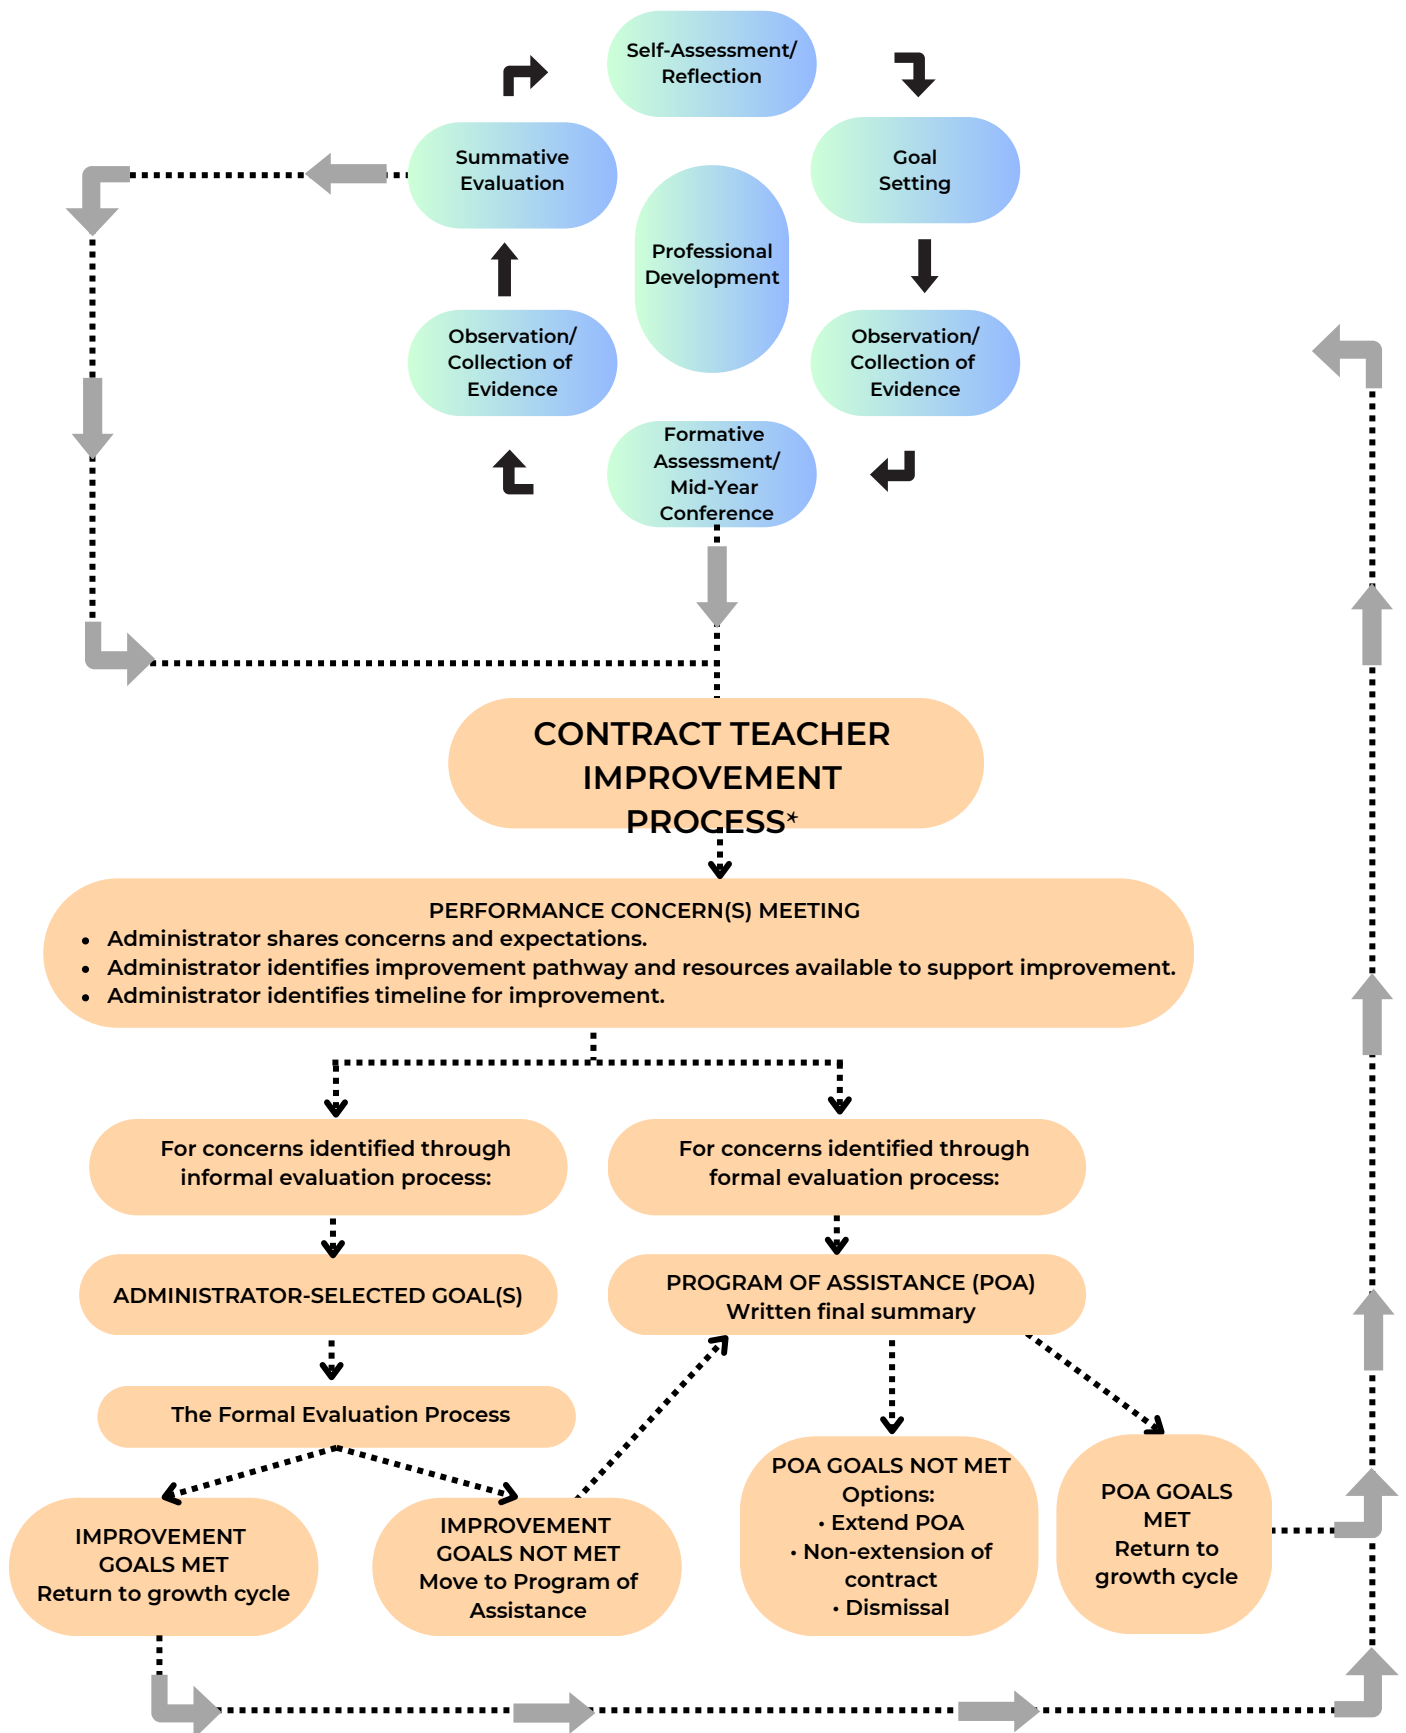 Self-Assessment/
Reflection
Summative
Evaluation
Goal
Setting
Professional
Development
Observation/
Collection of
Evidence
Observation/
Collection of
Evidence
Formative
Assessment/
Mid-Year
Conference
CONTRACT TEACHER
IMPROVEMENT
PROCESS*
PERFORMANCE CONCERN(S) MEETING
• Administrator shares concerns and expectations.
• Administrator identifies improvement pathway and resources available to support improvement.
• Administrator identifies timeline for improvement.
For concerns identified through
informal evaluation process:
For concerns identified through
formal evaluation process:
ADMINISTRATOR-SELECTED GOAL(S)
PROGRAM OF ASSISTANCE (POA)
Written final summary
The Formal Evaluation Process
IMPROVEMENT
GOALS MET
Return to growth cycle
IMPROVEMENT
GOALS NOT MET
Move to Program of
Assistance
POA GOALS NOT MET
Options:
• Extend POA
• Non-extension of
contract
• Dismissal
POA GOALS
MET
Return to
growth cycle